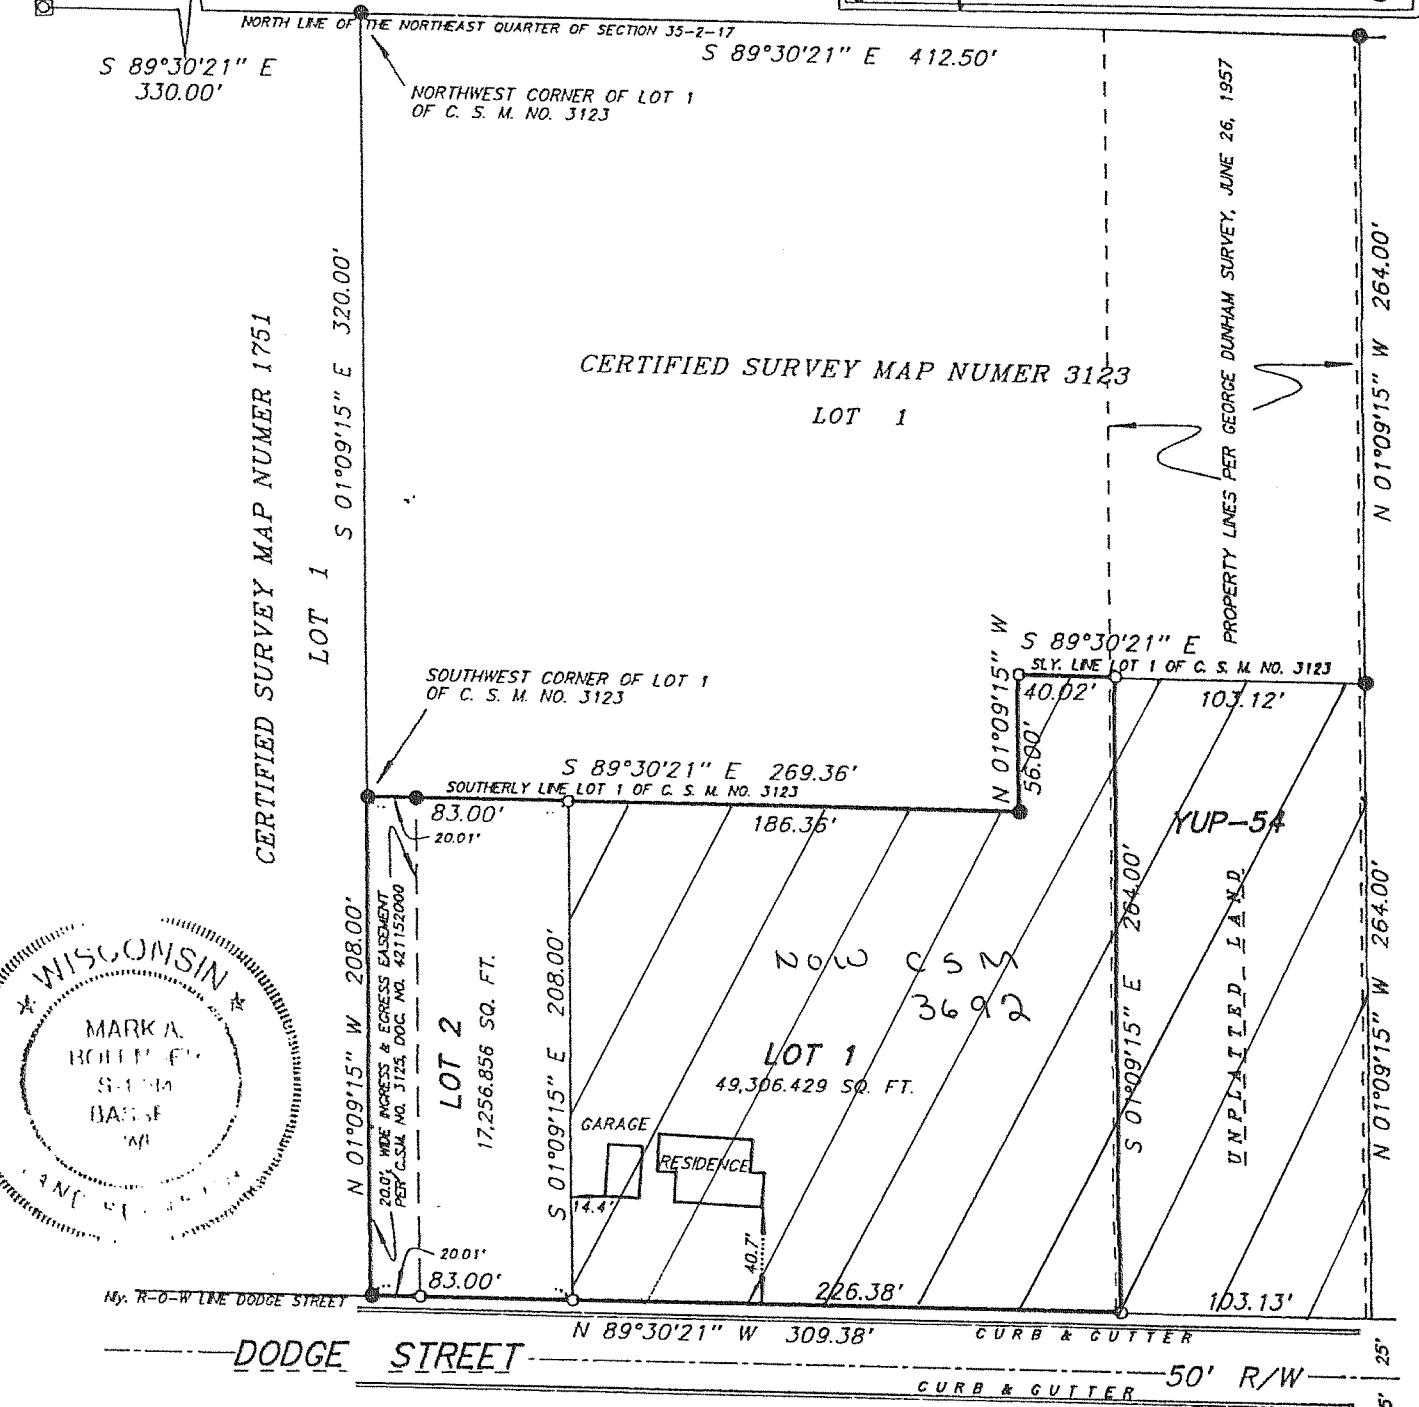 NORTH LINE OF THE NORTHEAST QUARTER OF SECTION 35-2-17
S 89°30'21" E
330.00'
S 89°30'21" E 412.50'
NORTHWEST CORNER OF LOT 1
OF C. S. M. NO. 3123
PROPERTY LINES PER GEORGE DUNHAM SURVEY, JUNE 26, 1957
N 01°09'15" W 264.00'
S 01°09'15" E 320.00'
CERTIFIED SURVEY MAP NUMER 1751
LOT 1
CERTIFIED SURVEY MAP NUMER 3123
LOT 1
S 89°30'21" E
SLY. LINE LOT 1 OF C. S. M. NO. 3123
40.02'
103.12'
N 01°09'15" W
56.00'
SOUTHWEST CORNER OF LOT 1
OF C. S. M. NO. 3123
S 89°30'21" E 269.36'
SOUTHERLY LINE LOT 1 OF C. S. M. NO. 3123
83.00'
186.36'
20.01'
YUP-54
UNPLATTED LAND
N 01°09'15" W 208.00'
20.0' WIDE INGRESS & EGRESS EASEMENT
PER C.S.M. NO. 3125, DOC. NO. 421152000
LOT 2
17,256.856 SQ. FT.
S 01°09'15" E 208.00'
NOW CSM
3692
LOT 1
49,306.429 SQ. FT.
S 01°09'15" E 264.00'
N 01°09'15" W 264.00'
WISCONSIN
MARK A.
GARAGE
RESIDENCE
14.4'
40.7'
20.01'
83.00'
226.38'
103.13'
Nly. R-O-W LINE DODGE STREET
N 89°30'21" W 309.38'
CURB & GUTTER
DODGE STREET
50' R/W
25'
CURB & GUTTER